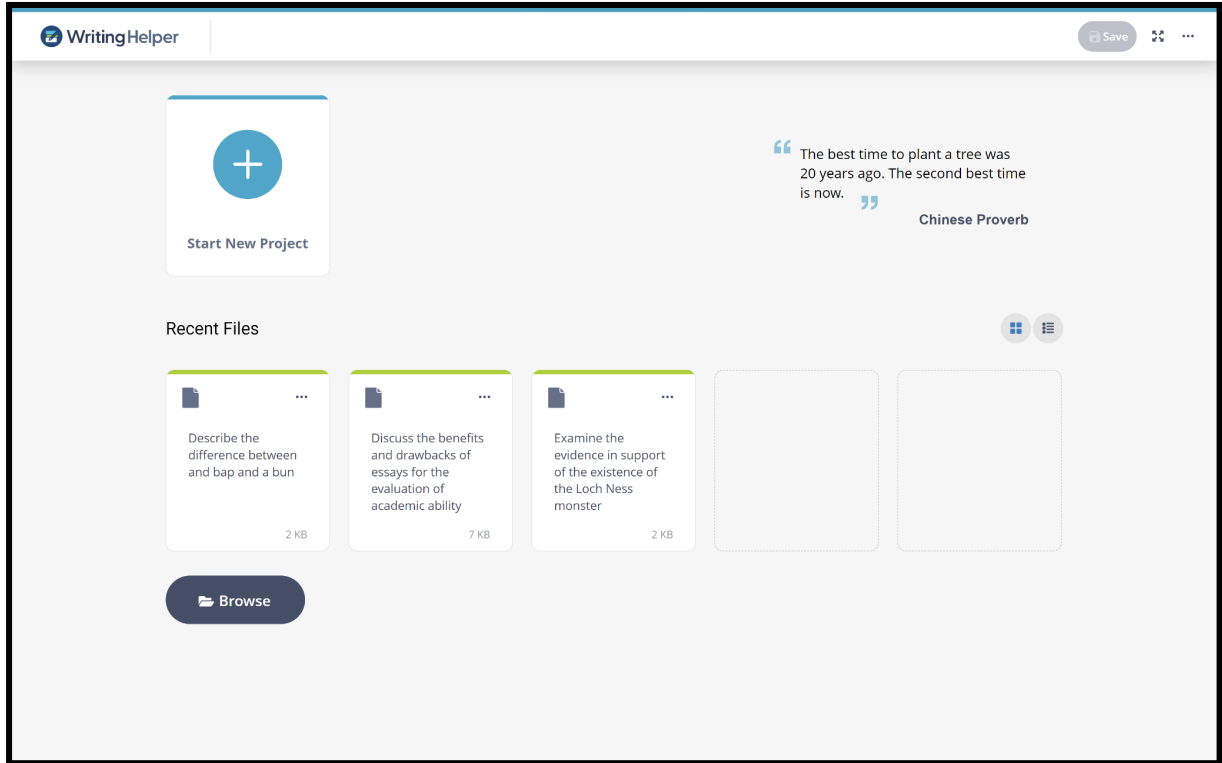 WritingHelper
Save
The best time to plant a tree was
20 years ago. The second best time
is now.
Chinese Proverb
Start New Project
Recent Files
Describe the
difference between
and bap and a bun
2 KB
Discuss the benefits
and drawbacks of
essays for the
evaluation of
academic ability
7 KB
Examine the
evidence in support
of the existence of
the Loch Ness
monster
2 KB
Browse